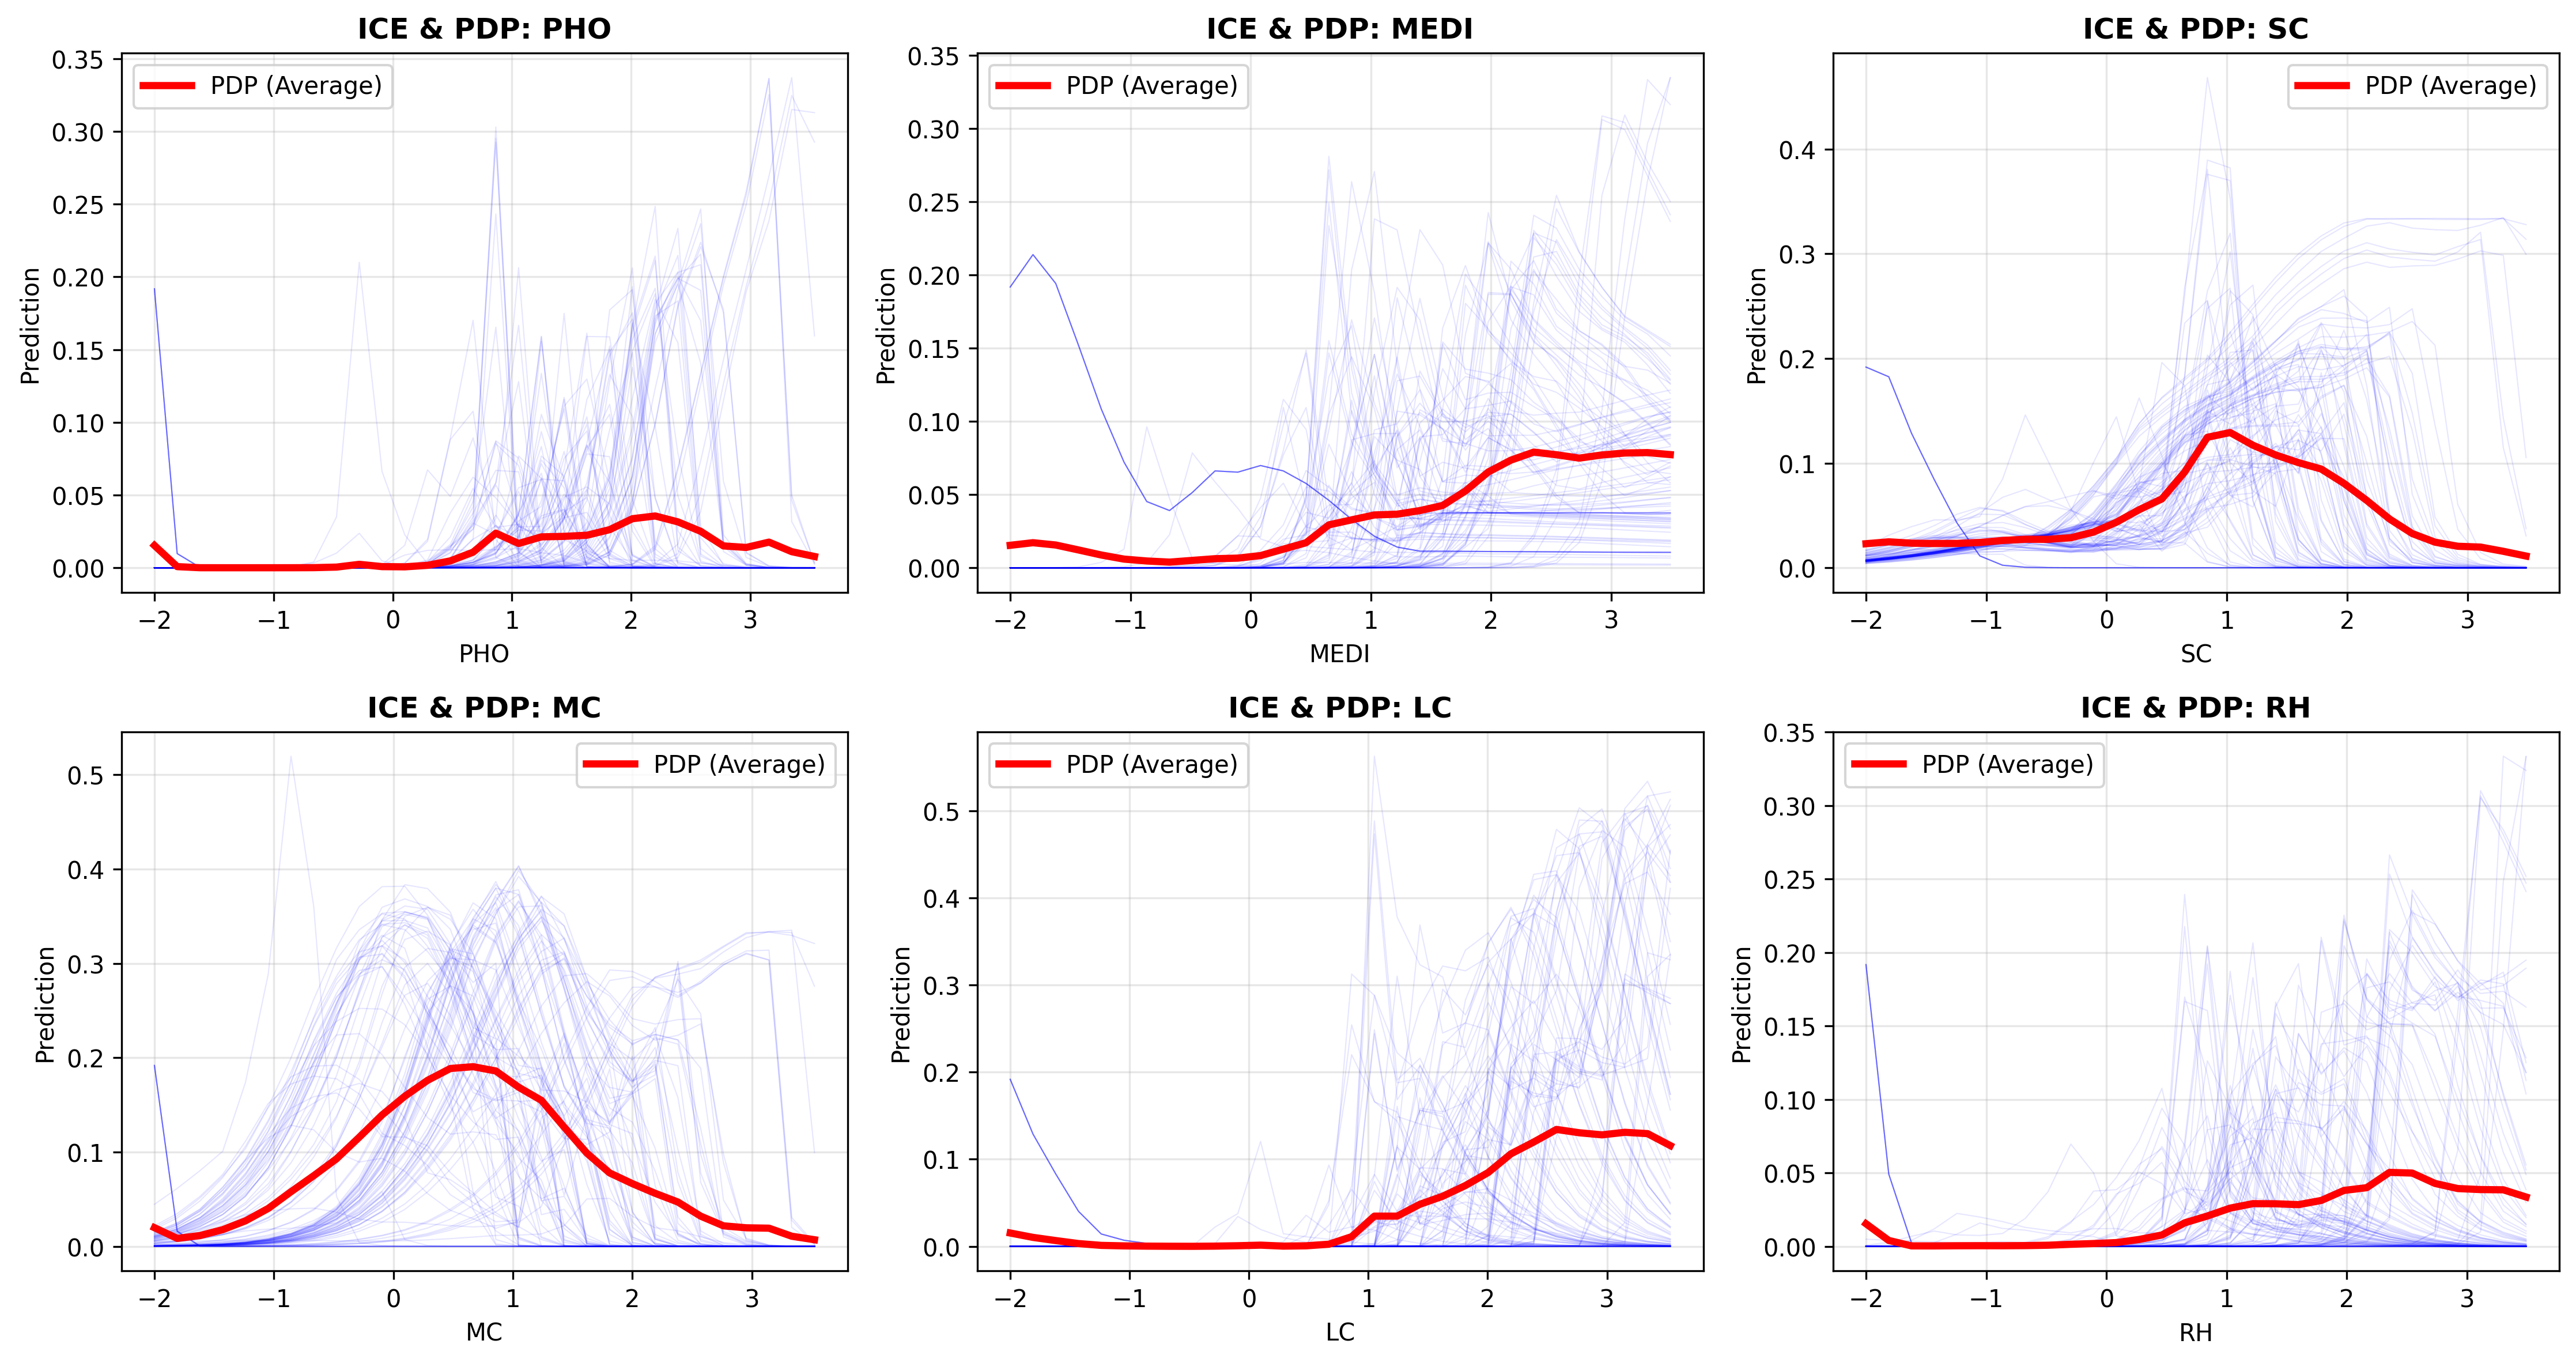 ICE & PDP: PHO
PDP (Average)
0.35
0.30
0.25
0.20
0.15
0.10
0.05
0.00
Prediction
−2 −1 0 1 2 3
PHO
ICE & PDP: MEDI
PDP (Average)
0.35
0.30
0.25
0.20
0.15
0.10
0.05
0.00
Prediction
−2 −1 0 1 2 3
MEDI
ICE & PDP: SC
PDP (Average)
0.4
0.3
0.2
0.1
0.0
Prediction
−2 −1 0 1 2 3
SC
ICE & PDP: MC
PDP (Average)
0.5
0.4
0.3
0.2
0.1
0.0
Prediction
−2 −1 0 1 2 3
MC
ICE & PDP: LC
PDP (Average)
0.5
0.4
0.3
0.2
0.1
0.0
Prediction
−2 −1 0 1 2 3
LC
ICE & PDP: RH
PDP (Average)
0.35
0.30
0.25
0.20
0.15
0.10
0.05
0.00
Prediction
−2 −1 0 1 2 3
RH